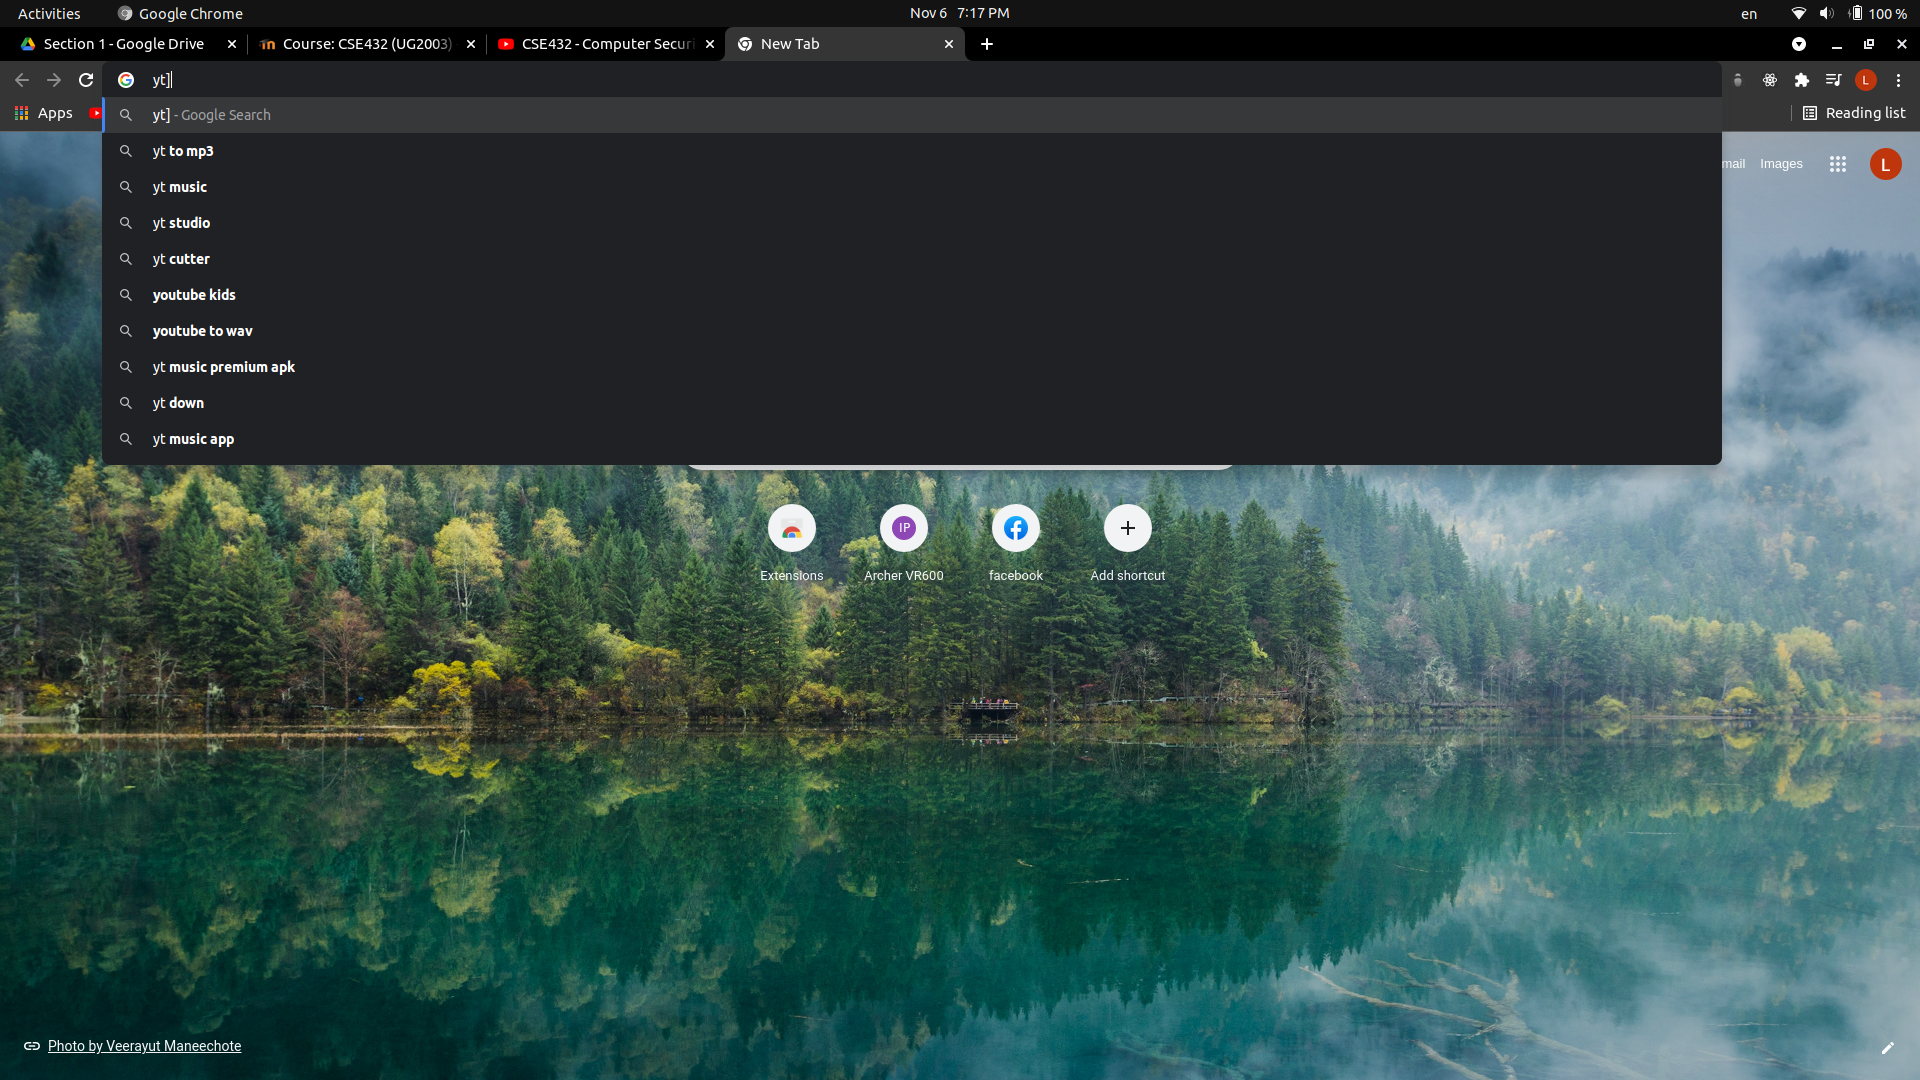 Activities
Google Chrome
Nov 6 7:17 PM
en
100 %
Section 1 - Google Drive
Course: CSE432 (UG2003)
CSE432 - Computer Securi
New Tab
yt]
L
Apps
yt] - Google Search
Reading list
yt to mp3
mail
Images
L
yt music
yt studio
yt cutter
youtube kids
youtube to wav
yt music premium apk
yt down
yt music app
IP
Extensions
Archer VR600
facebook
Add shortcut
Photo by Veerayut Maneechote